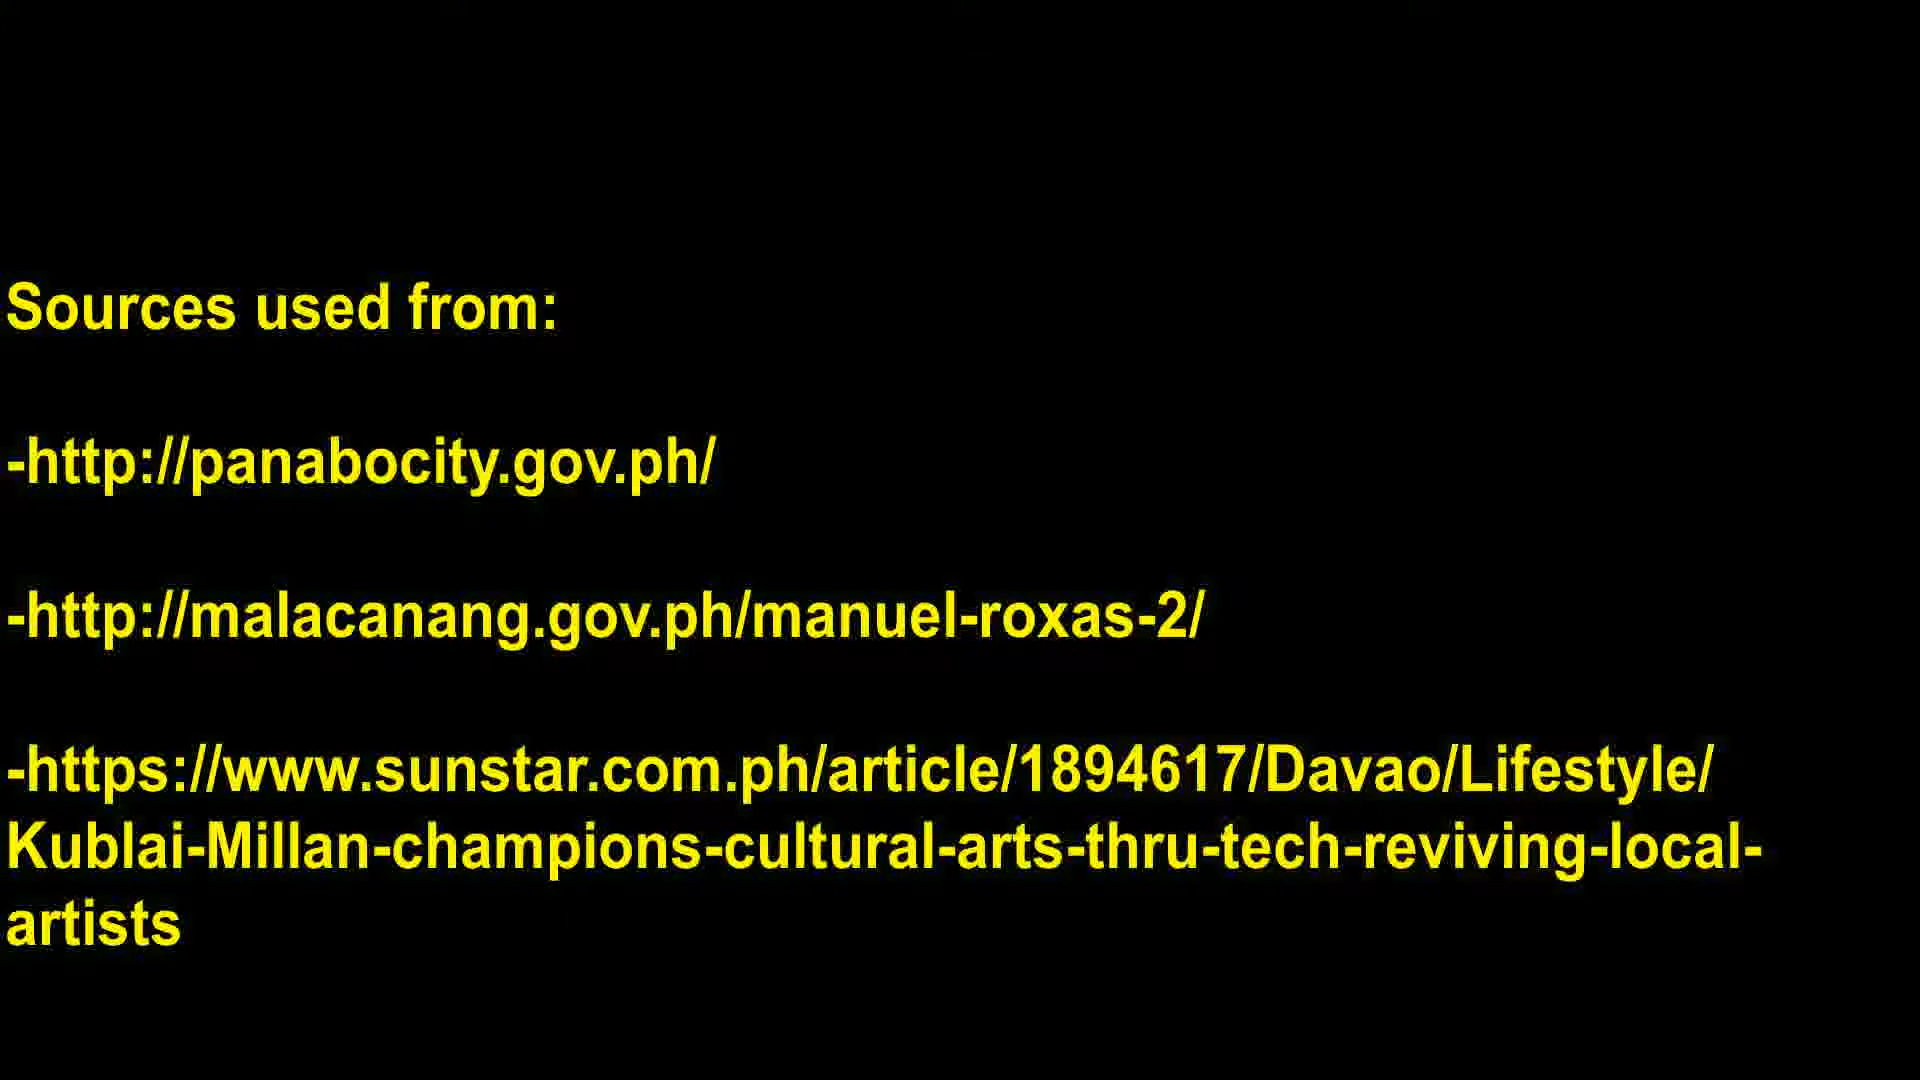 Sources used from:
-http://panabocity.gov.ph/
-http://malacanang.gov.ph/manuel-roxas-2/
-https://www.sunstar.com.ph/article/1894617/Davao/Lifestyle/
Kublai-Millan-champions-cultural-arts-thru-tech-reviving-local-
artists